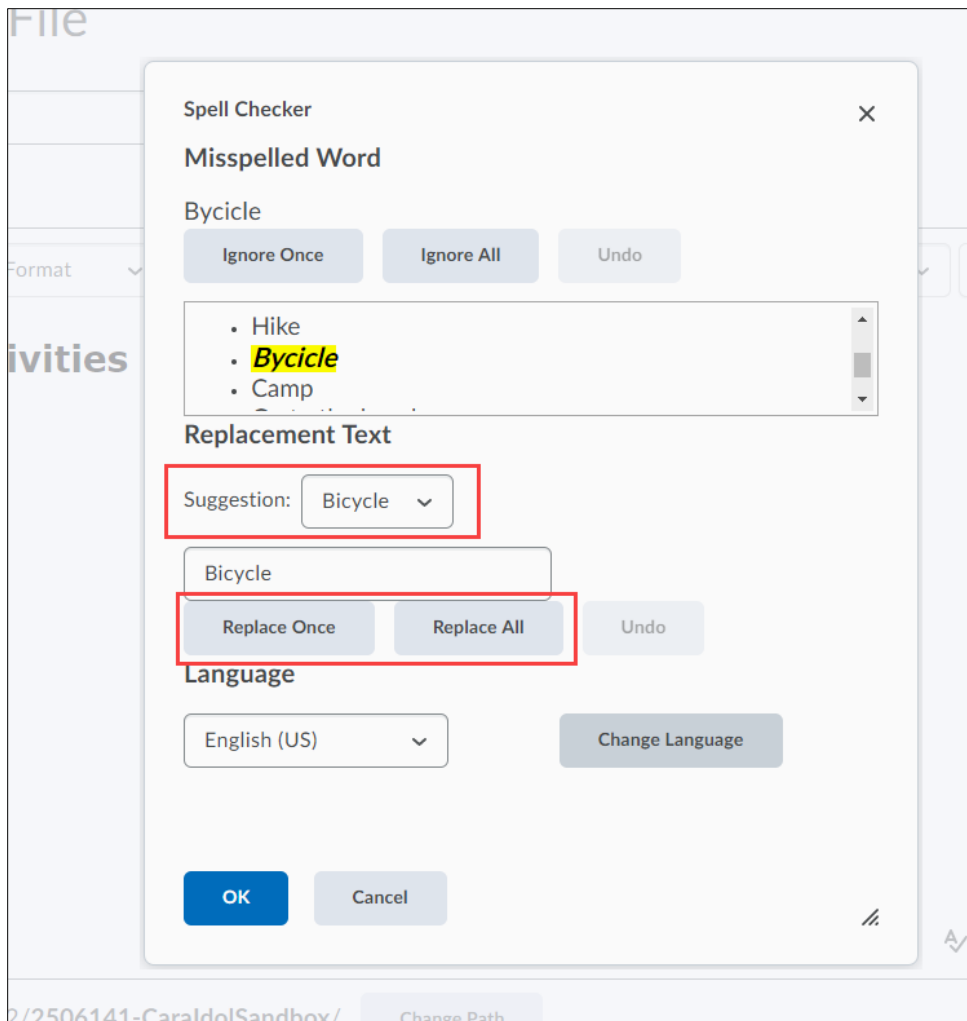 File
Spell Checker
Misspelled Word
Bycicle
Ignore Once Ignore All Undo
Format
• Hike
ivities
• Bycicle
• Camp
Replacement Text
Suggestion: Bicycle
Bicycle
Replace Once Replace All Undo
Language
English (US) Change Language
OK Cancel
2/2506141-CaraIdolSandbox/ Change Path